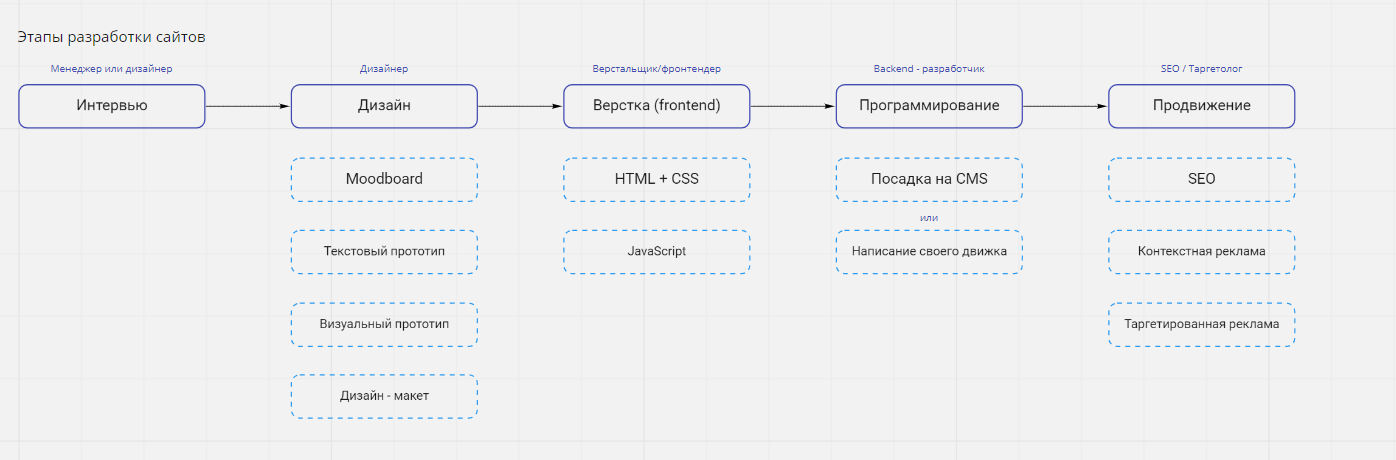 Этапы разработки сайтов
Менеджер или дизайнер
Дизайнер
Верстальщик/фронтендер
Backend - разработчик
SEO / Таргетолог
Интервью
Дизайн
Верстка (frontend)
Программирование
Продвижение
Moodboard
HTML + CSS
Посадка на CMS
SEO
или
Текстовый прототип
JavaScript
Написание своего движка
Контекстная реклама
Визуальный прототип
Таргетированная реклама
Дизайн - макет